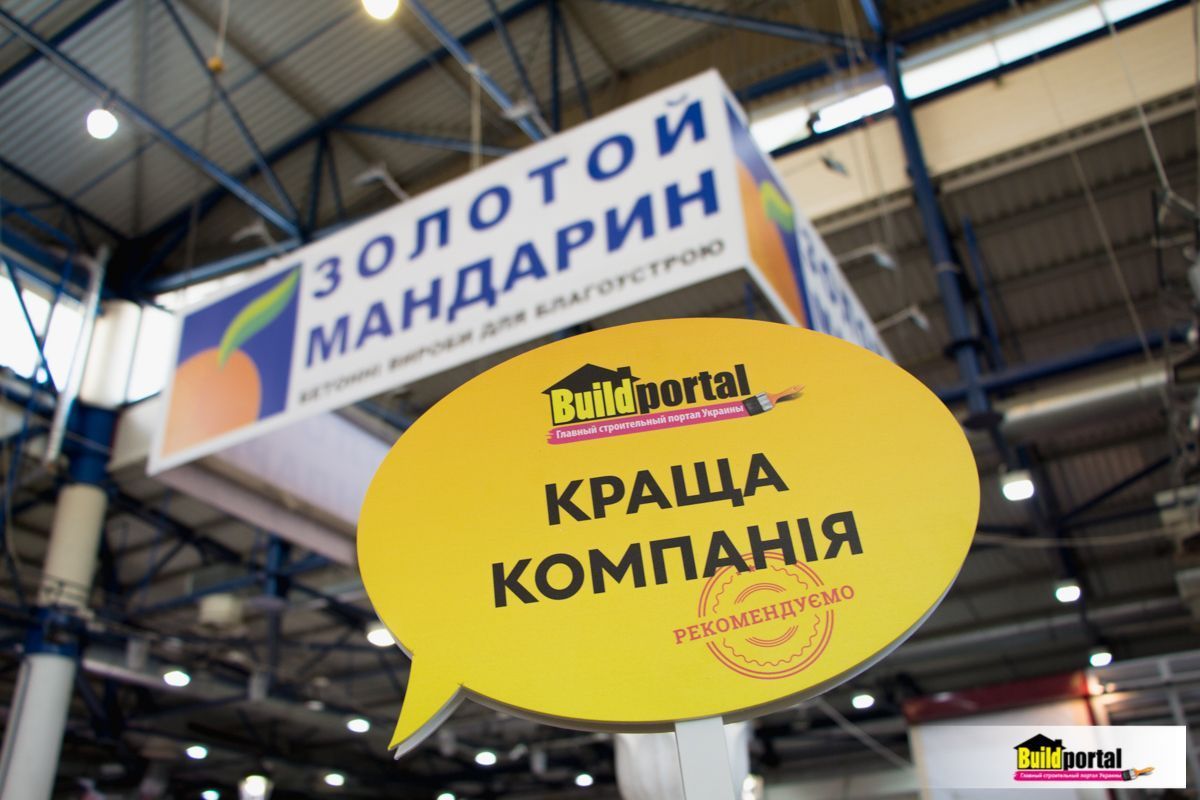 ЗОЛОТОЙ
МАНДАРИН
БЕТОННІ ВИРОБИ ДЛЯ БЛАГОУСТРОЮ
Buildportal
Главный строительный портал Украины
КРАЩА
КОМПАНІЯ
РЕКОМЕНДУЄМО
Buildportal
Главный строительный портал Украины